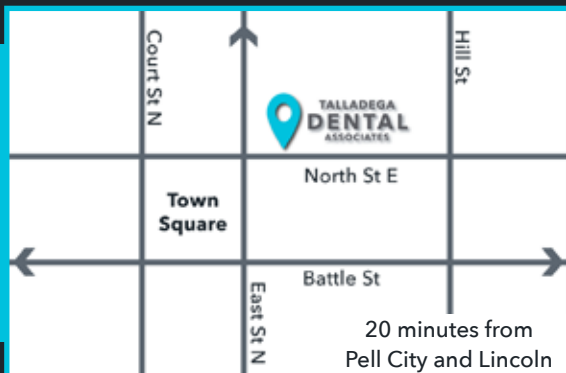 Court St N
Hill St
TALLADEGA
DENTAL
ASSOCIATES
North St E
Town
Square
Battle St
East St N
20 minutes from
Pell City and Lincoln